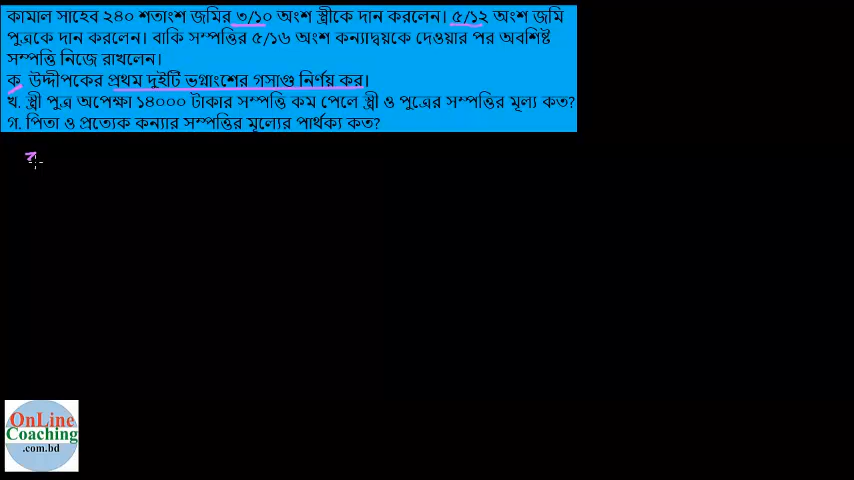 কামাল সাহেব ২৪০ শতাংশ জমির ৩/১০ অংশ স্ত্রীকে দান করলেন। ৫/১২ অংশ জমি
পুত্রকে দান করলেন। বাকি সম্পত্তির ৫/১৬ অংশ কন্যাদ্বয়কে দেওয়ার পর অবশিষ্ট
সম্পত্তি নিজে রাখলেন।
ক. উদ্দীপকের প্রথম দুইটি ভগ্নাংশের গসাগু নির্ণয় কর।
খ. স্ত্রী পুত্র অপেক্ষা ১৪০০০ টাকার সম্পত্তি কম পেলে স্ত্রী ও পুত্রের সম্পত্তির মূল্য কত?
গ. পিতা ও প্রত্যেক কন্যার সম্পত্তির মূল্যের পার্থক্য কত?
OnLine
Coaching
.com.bd